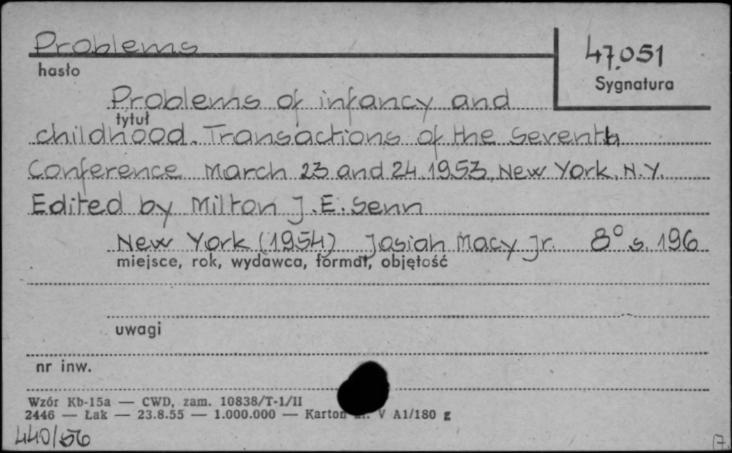 Problems
47.051
hasło
Sygnatura
Problems of infancy and
tytuł
childhood. Transactions of the Seventh
Conference March 23 and 24 1953, New York, N.Y.
Edited by Milton J.E. Senn
New York (1954) Josiah Macy Jr. 8° s. 196
miejsce, rok, wydawca, format, objętość
uwagi
nr inw.
Wzór Kb-15a — CWD, zam. 10838/T-1/II
2446 — Łak — 23.8.55 — 1.000.000 — Karton V A1/180 g
440/56